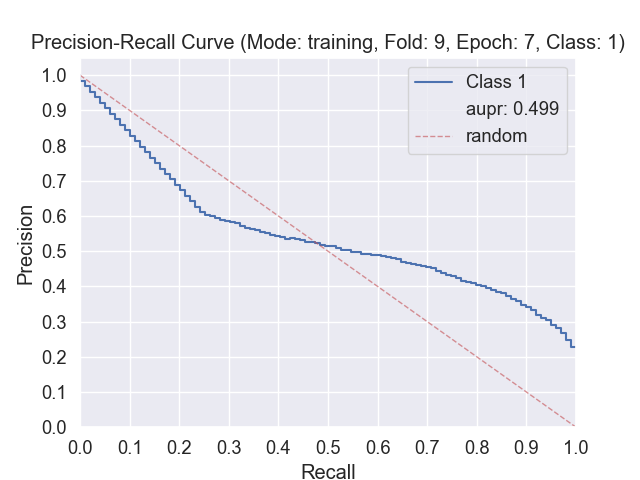 Precision-Recall Curve (Mode: training, Fold: 9, Epoch: 7, Class: 1)
Class 1
aupr: 0.499
random
Precision
1.0
0.9
0.8
0.7
0.6
0.5
0.4
0.3
0.2
0.1
0.0
0.0 0.1 0.2 0.3 0.4 0.5 0.6 0.7 0.8 0.9 1.0
Recall